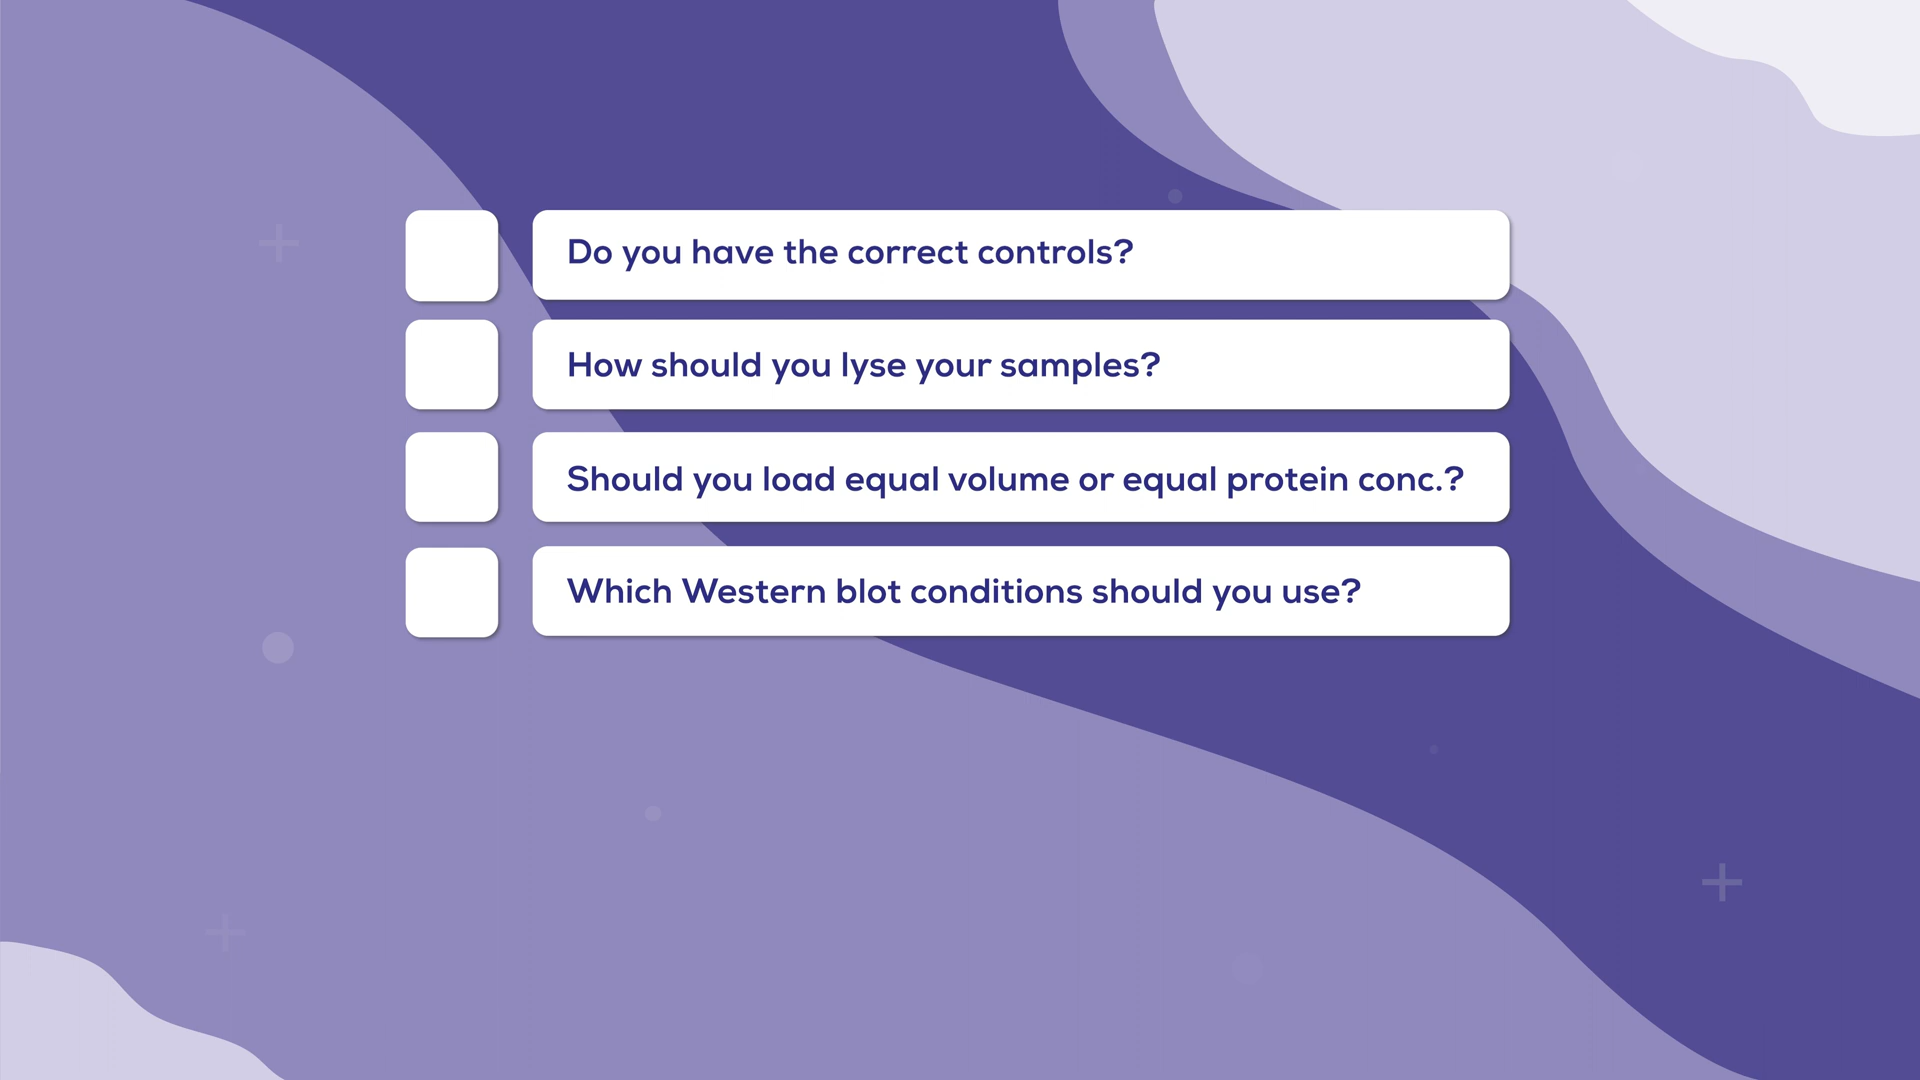 Do you have the correct controls?
How should you lyse your samples?
Should you load equal volume or equal protein conc.?
Which Western blot conditions should you use?